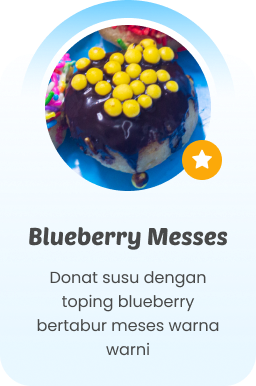 Blueberry Messes
Donat susu dengan
toping blueberry
bertabur meses warna
warni